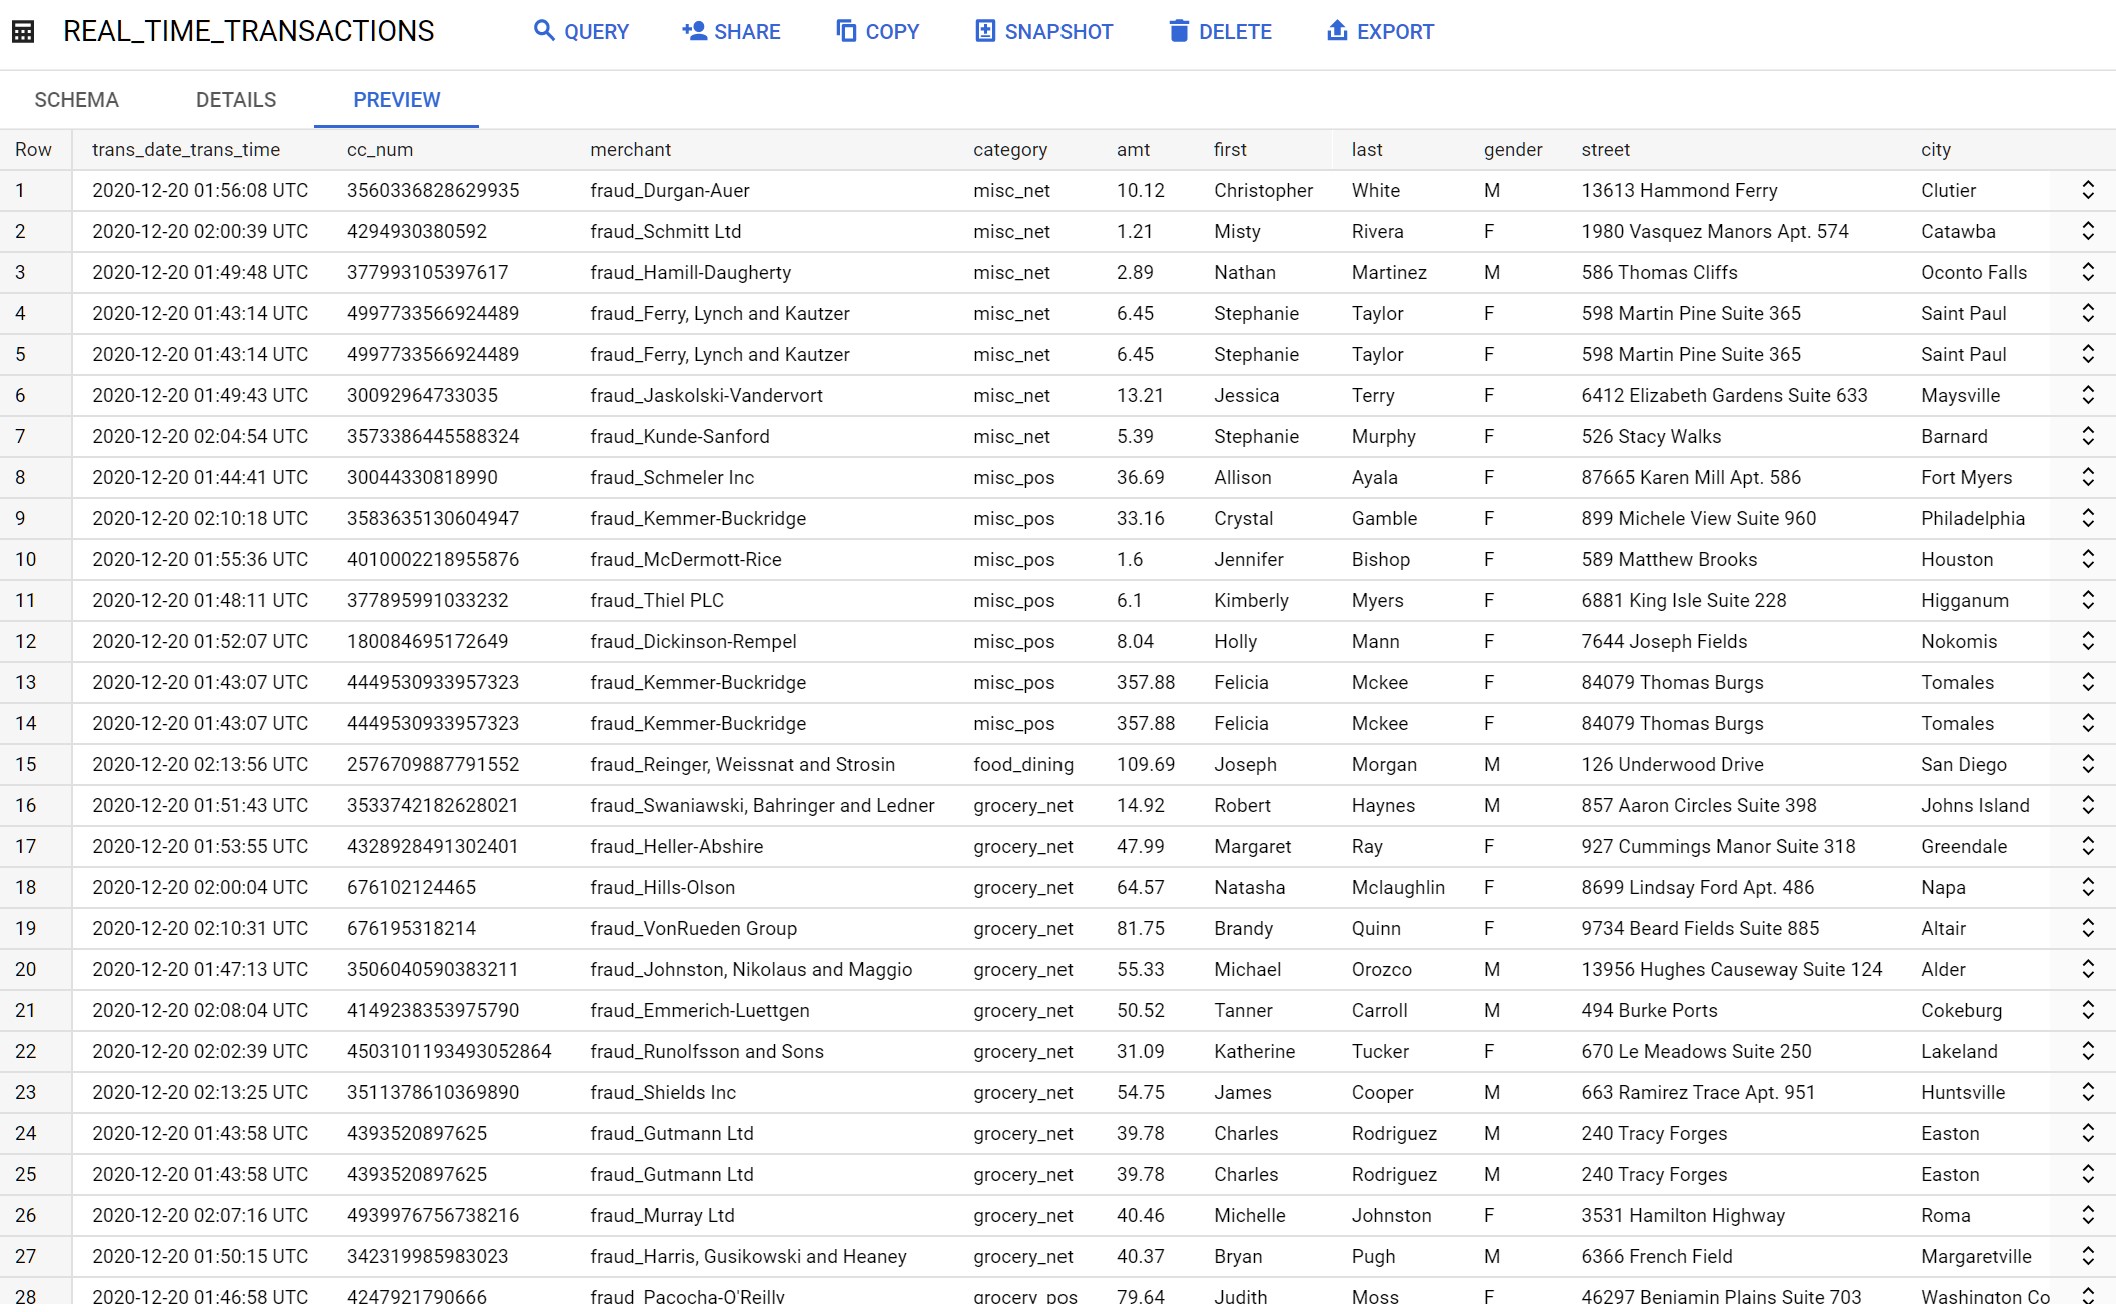 REAL_TIME_TRANSACTIONS QUERY SHARE COPY SNAPSHOT DELETE EXPORT
SCHEMA DETAILS PREVIEW
Row trans_date_trans_time cc_num merchant category amt first last gender street city
1 2020-12-20 01:56:08 UTC 3560336828629935 fraud_Durgan-Auer misc_net 10.12 Christopher White M 13613 Hammond Ferry Clutier
2 2020-12-20 02:00:39 UTC 4294930380592 fraud_Schmitt Ltd misc_net 1.21 Misty Rivera F 1980 Vasquez Manors Apt. 574 Catawba
3 2020-12-20 01:49:48 UTC 377993105397617 fraud_Hamill-Daugherty misc_net 2.89 Nathan Martinez M 586 Thomas Cliffs Oconto Falls
4 2020-12-20 01:43:14 UTC 4997733566924489 fraud_Ferry, Lynch and Kautzer misc_net 6.45 Stephanie Taylor F 598 Martin Pine Suite 365 Saint Paul
5 2020-12-20 01:43:14 UTC 4997733566924489 fraud_Ferry, Lynch and Kautzer misc_net 6.45 Stephanie Taylor F 598 Martin Pine Suite 365 Saint Paul
6 2020-12-20 01:49:43 UTC 30092964733035 fraud_Jaskolski-Vandervort misc_net 13.21 Jessica Terry F 6412 Elizabeth Gardens Suite 633 Maysville
7 2020-12-20 02:04:54 UTC 3573386445588324 fraud_Kunde-Sanford misc_net 5.39 Stephanie Murphy F 526 Stacy Walks Barnard
8 2020-12-20 01:44:41 UTC 30044330818990 fraud_Schmeler Inc misc_pos 36.69 Allison Ayala F 87665 Karen Mill Apt. 586 Fort Myers
9 2020-12-20 02:10:18 UTC 3583635130604947 fraud_Kemmer-Buckridge misc_pos 33.16 Crystal Gamble F 899 Michele View Suite 960 Philadelphia
10 2020-12-20 01:55:36 UTC 4010002218955876 fraud_McDermott-Rice misc_pos 1.6 Jennifer Bishop F 589 Matthew Brooks Houston
11 2020-12-20 01:48:11 UTC 377895991033232 fraud_Thiel PLC misc_pos 6.1 Kimberly Myers F 6881 King Isle Suite 228 Higganum
12 2020-12-20 01:52:07 UTC 180084695172649 fraud_Dickinson-Rempel misc_pos 8.04 Holly Mann F 7644 Joseph Fields Nokomis
13 2020-12-20 01:43:07 UTC 4449530933957323 fraud_Kemmer-Buckridge misc_pos 357.88 Felicia Mckee F 84079 Thomas Burgs Tomales
14 2020-12-20 01:43:07 UTC 4449530933957323 fraud_Kemmer-Buckridge misc_pos 357.88 Felicia Mckee F 84079 Thomas Burgs Tomales
15 2020-12-20 02:13:56 UTC 2576709887791552 fraud_Reinger, Weissnat and Strosin food_dining 109.69 Joseph Morgan M 126 Underwood Drive San Diego
16 2020-12-20 01:51:43 UTC 3533742182628021 fraud_Swaniawski, Bahringer and Ledner grocery_net 14.92 Robert Haynes M 857 Aaron Circles Suite 398 Johns Island
17 2020-12-20 01:53:55 UTC 4328928491302401 fraud_Heller-Abshire grocery_net 47.99 Margaret Ray F 927 Cummings Manor Suite 318 Greendale
18 2020-12-20 02:00:04 UTC 676102124465 fraud_Hills-Olson grocery_net 64.57 Natasha Mclaughlin F 8699 Lindsay Ford Apt. 486 Napa
19 2020-12-20 02:10:31 UTC 676195318214 fraud_VonRueden Group grocery_net 81.75 Brandy Quinn F 9734 Beard Fields Suite 885 Altair
20 2020-12-20 01:47:13 UTC 3506040590383211 fraud_Johnston, Nikolaus and Maggio grocery_net 55.33 Michael Orozco M 13956 Hughes Causeway Suite 124 Alder
21 2020-12-20 02:08:04 UTC 4149238353975790 fraud_Emmerich-Luettgen grocery_net 50.52 Tanner Carroll M 494 Burke Ports Cokeburg
22 2020-12-20 02:02:39 UTC 4503101193493052864 fraud_Runolfsson and Sons grocery_net 31.09 Katherine Tucker F 670 Le Meadows Suite 250 Lakeland
23 2020-12-20 02:13:25 UTC 3511378610369890 fraud_Shields Inc grocery_net 54.75 James Cooper M 663 Ramirez Trace Apt. 951 Huntsville
24 2020-12-20 01:43:58 UTC 4393520897625 fraud_Gutmann Ltd grocery_net 39.78 Charles Rodriguez M 240 Tracy Forges Easton
25 2020-12-20 01:43:58 UTC 4393520897625 fraud_Gutmann Ltd grocery_net 39.78 Charles Rodriguez M 240 Tracy Forges Easton
26 2020-12-20 02:07:16 UTC 4939976756738216 fraud_Murray Ltd grocery_net 40.46 Michelle Johnston F 3531 Hamilton Highway Roma
27 2020-12-20 01:50:15 UTC 342319985983023 fraud_Harris, Gusikowski and Heaney grocery_net 40.37 Bryan Pugh M 6366 French Field Margaretville
28 2020-12-20 01:46:58 UTC 4247921790666 fraud_Pacocha-O'Reilly grocery_pos 79.64 Judith Moss F 46297 Benjamin Plains Suite 703 Washington Co